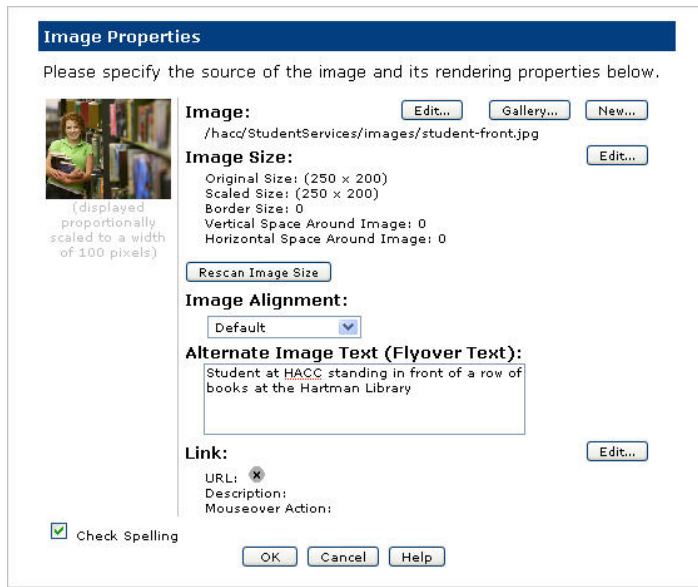 Image Properties
Please specify the source of the image and its rendering properties below.
Image: Edit... Gallery... New...
/hacc/StudentServices/images/student-front.jpg
Image Size: Edit...
Original Size: (250 x 200)
Scaled Size: (250 x 200)
Border Size: 0
Vertical Space Around Image: 0
Horizontal Space Around Image: 0
(displayed
proportionally
scaled to a width
of 100 pixels)
Rescan Image Size
Image Alignment:
Default
Alternate Image Text (Flyover Text):
Student at HACC standing in front of a row of
books at the Hartman Library
Link: Edit...
URL:
Description:
Mouseover Action:
Check Spelling
OK Cancel Help